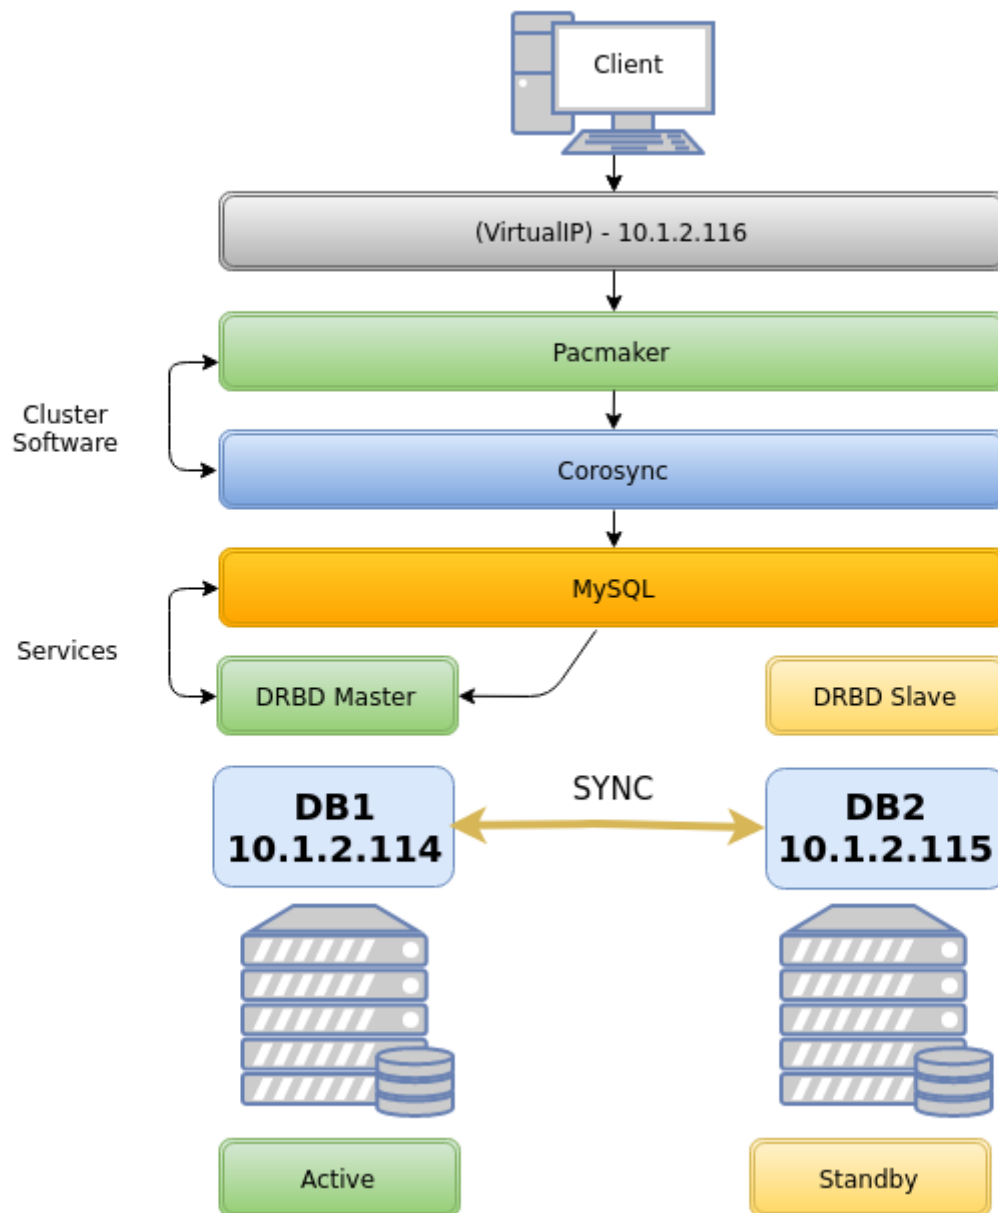 Client
(VirtualIP) - 10.1.2.116
Pacmaker
Cluster
Software
Corosync
MySQL
Services
DRBD Master
DRBD Slave
SYNC
DB1
10.1.2.114
DB2
10.1.2.115
Active
Standby